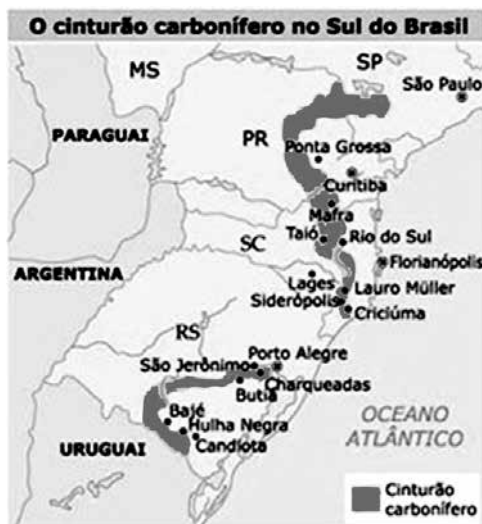 O cinturão carbonífero no Sul do Brasil
SP
MS
São Paulo
PARAGUAI
PR
Ponta Grossa
Curitiba
Mafra
Taió
Rio do Sul
SC
Florianópolis
ARGENTINA
Lages
Lauro Müller
Siderópolis
Criciúma
RS
Porto Alegre
São Jerônimo
Charqueadas
Butiá
Bajé
Hulha Negra
Candiota
URUGUAI
OCEANO
ATLÂNTICO
Cinturão
carbonífero